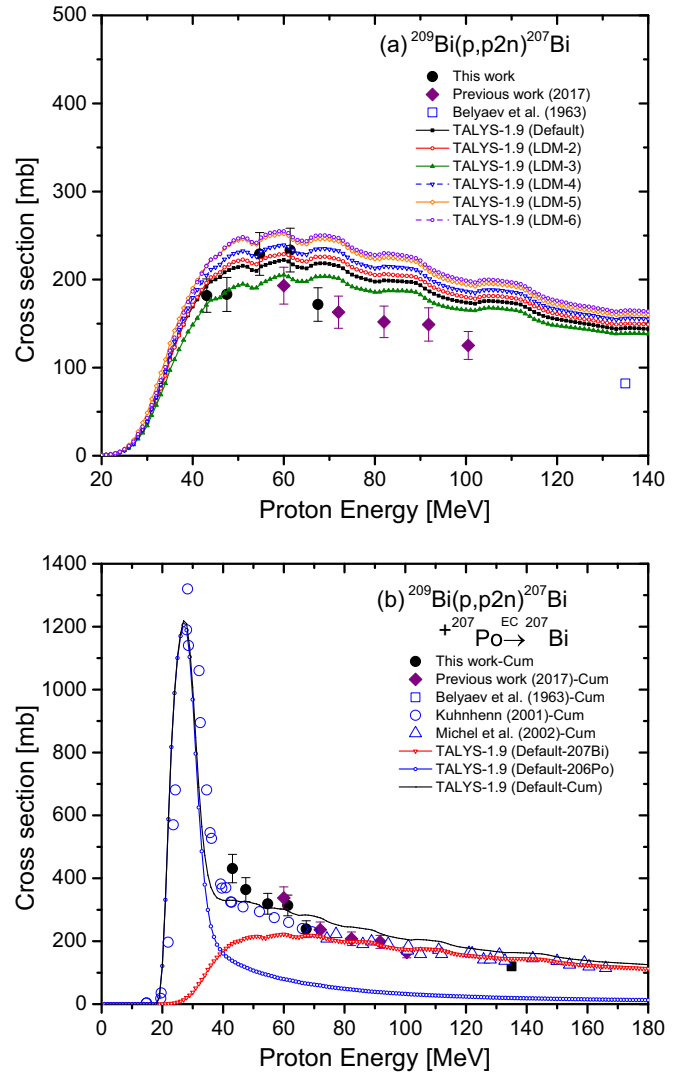 (a) ²⁰⁹Bi(p,p2n)²⁰⁷Bi
This work
Previous work (2017)
Belyaev et al. (1963)
TALYS-1.9 (Default)
TALYS-1.9 (LDM-2)
TALYS-1.9 (LDM-3)
TALYS-1.9 (LDM-4)
TALYS-1.9 (LDM-5)
TALYS-1.9 (LDM-6)
500
400
300
200
100
0
Cross section [mb]
20 40 60 80 100 120 140
Proton Energy [MeV]
(b) ²⁰⁹Bi(p,p2n)²⁰⁷Bi
+²⁰⁷Po EC→ ²⁰⁷Bi
This work-Cum
Previous work (2017)-Cum
Belyaev et al. (1963)-Cum
Kuhnhenn (2001)-Cum
Michel et al. (2002)-Cum
TALYS-1.9 (Default-207Bi)
TALYS-1.9 (Default-206Po)
TALYS-1.9 (Default-Cum)
1400
1200
1000
800
600
400
200
0
Cross section [mb]
0 20 40 60 80 100 120 140 160 180
Proton Energy [MeV]